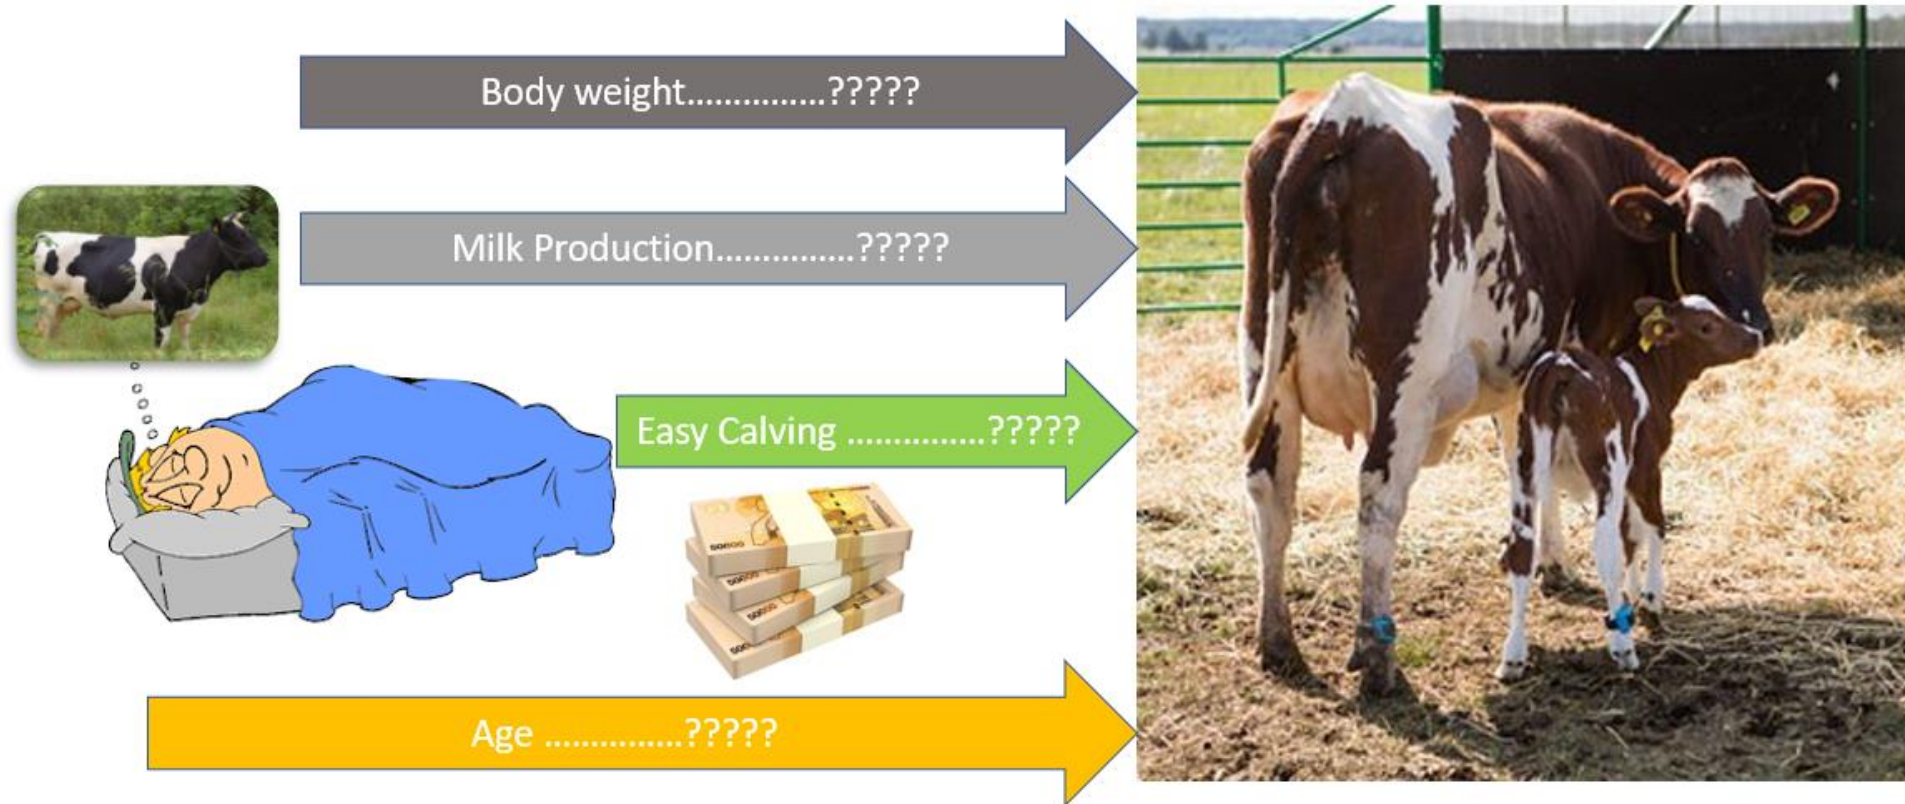 Body weight...............?????
Milk Production...............?????
Easy Calving ...............?????
Age ...............?????